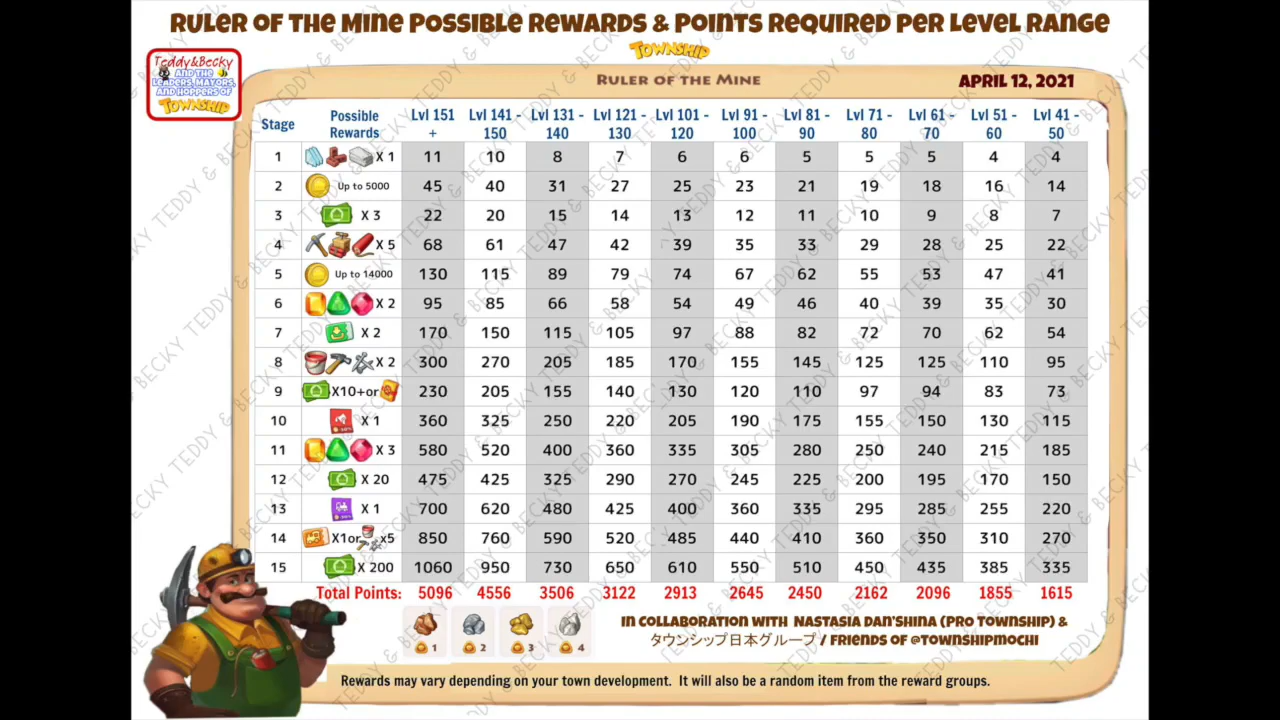 Ruler of the Mine Possible Rewards & Points Required Per Level Range
Township
Teddy&Becky
and the
Leaders, Mayors,
and Hoppers of
Township
Ruler of the Mine
April 12, 2021
Stage Possible Rewards Lvl 151 + Lvl 141 - 150 Lvl 131 - 140 Lvl 121 - 130 Lvl 101 - 120 Lvl 91 - 100 Lvl 81 - 90 Lvl 71 - 80 Lvl 61 - 70 Lvl 51 - 60 Lvl 41 - 50
1 X 1 11 10 8 7 6 6 5 5 5 4 4
2 Up to 5000 45 40 31 27 25 23 21 19 18 16 14
3 X 3 22 20 15 14 13 12 11 10 9 8 7
4 X 5 68 61 47 42 39 35 33 29 28 25 22
5 Up to 14000 130 115 89 79 74 67 62 55 53 47 41
6 X 2 95 85 66 58 54 49 46 40 39 35 30
7 X 2 170 150 115 105 97 88 82 72 70 62 54
8 X 2 300 270 205 185 170 155 145 125 125 110 95
9 X10+or 230 205 155 140 130 120 110 97 94 83 73
10 X 1 360 325 250 220 205 190 175 155 150 130 115
11 X 3 580 520 400 360 335 305 280 250 240 215 185
12 X 20 475 425 325 290 270 245 225 200 195 170 150
13 X 1 700 620 480 425 400 360 335 295 285 255 220
14 X1or x5 850 760 590 520 485 440 410 360 350 310 270
15 X 200 1060 950 730 650 610 550 510 450 435 385 335
Total Points: 5096 4556 3506 3122 2913 2645 2450 2162 2096 1855 1615
1 2 3 4
In collaboration with Nastasia Dan'shina (Pro Township) &
タウンシップ日本グループ / Friends of @townshipmochi
Rewards may vary depending on your town development. It will also be a random item from the reward groups.
TEDDY & BECKY